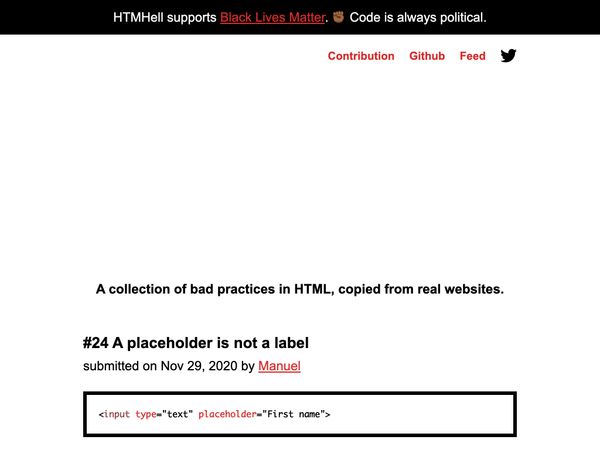 HTMHell supports Black Lives Matter. ✊🏾 Code is always political.
Contribution Github Feed
A collection of bad practices in HTML, copied from real websites.
#24 A placeholder is not a label
submitted on Nov 29, 2020 by Manuel
<input type="text" placeholder="First name">